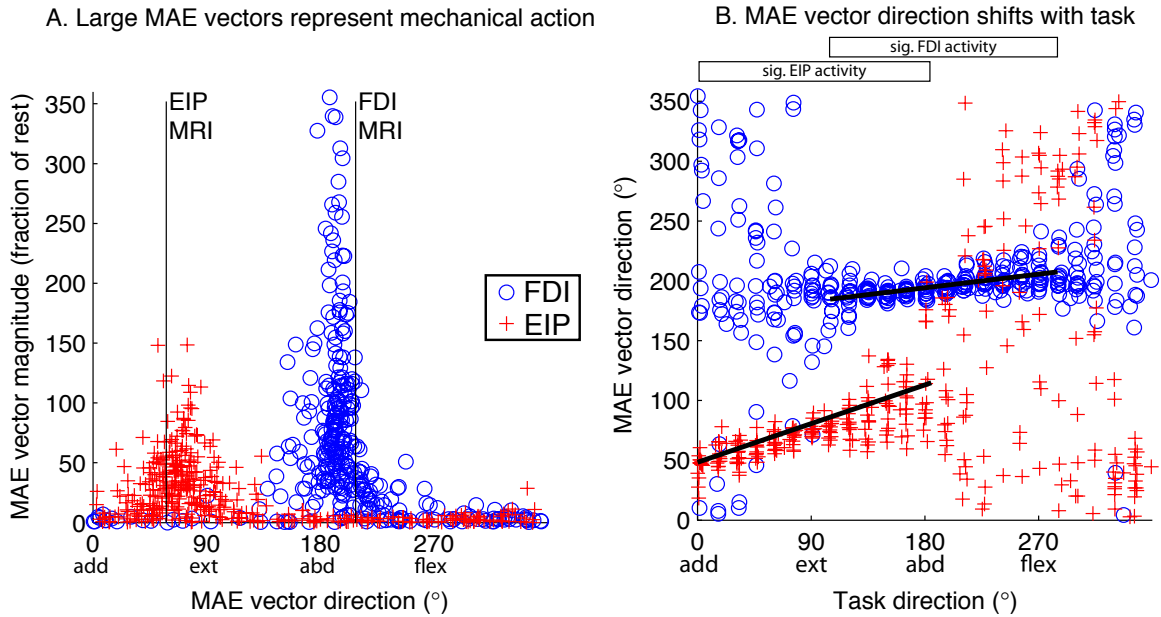 A. Large MAE vectors represent mechanical action
MAE vector magnitude (fraction of rest)
350
300
250
200
150
100
50
0
EIP
MRI
FDI
MRI
FDI
EIP
0 90 180 270
add ext abd flex
MAE vector direction (°)
B. MAE vector direction shifts with task
sig. FDI activity
sig. EIP activity
MAE vector direction (°)
350
300
250
200
150
100
50
0
0 90 180 270
add ext abd flex
Task direction (°)